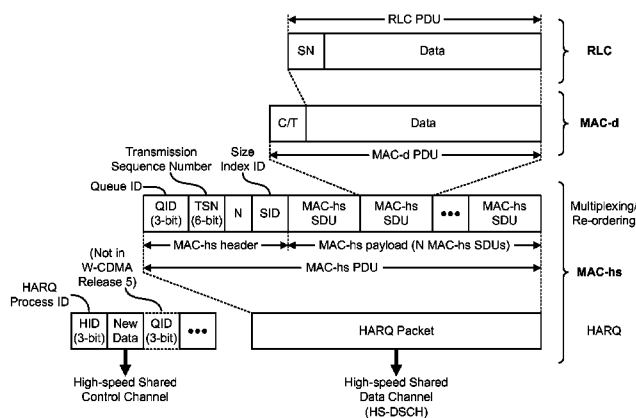 RLC PDU
SN
Data
RLC
C/T
Data
MAC-d
MAC-d PDU
Transmission
Sequence Number
Size
Index ID
Queue ID
QID
(3-bit)
TSN
(6-bit)
N
SID
MAC-hs
SDU
MAC-hs
SDU
•••
MAC-hs
SDU
Multiplexing/
Re-ordering
MAC-hs header
MAC-hs payload (N MAC-hs SDUs)
MAC-hs PDU
MAC-hs
(Not in
W-CDMA
Release 5)
HARQ
Process ID
HID
(3-bit)
New
Data
QID
(3-bit)
•••
HARQ Packet
HARQ
High-speed Shared
Control Channel
High-speed Shared
Data Channel
(HS-DSCH)